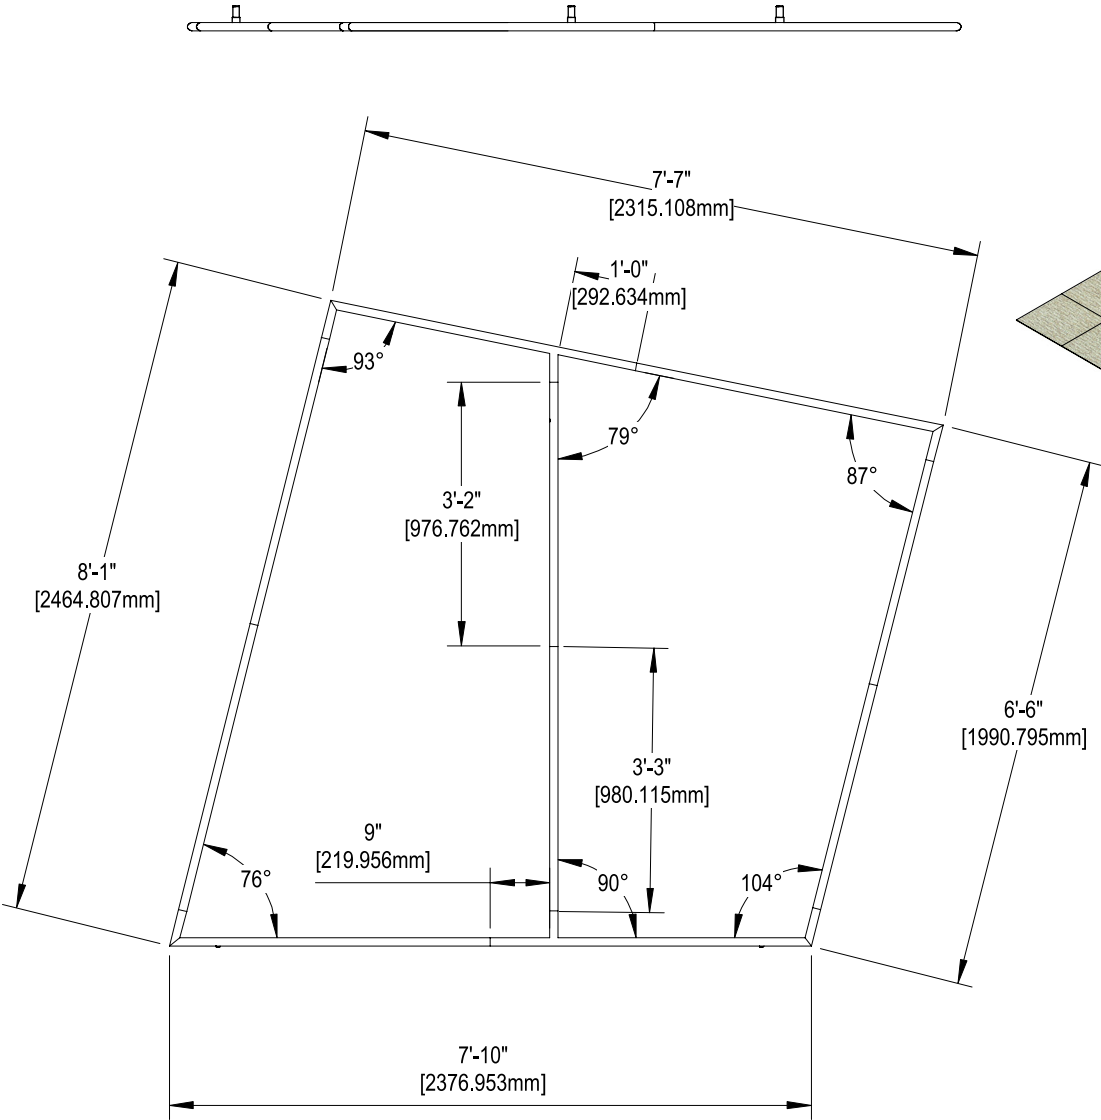 7'-7"
[2315.108mm]
1'-0"
[292.634mm]
93°
79°
87°
3'-2"
[976.762mm]
8'-1"
[2464.807mm]
6'-6"
[1990.795mm]
3'-3"
[980.115mm]
9"
[219.956mm]
76°
90°
104°
7'-10"
[2376.953mm]